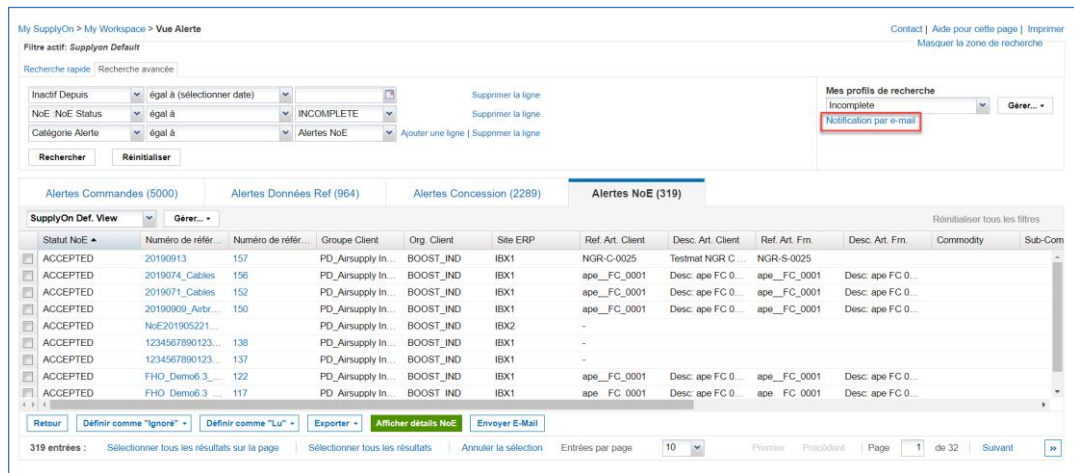 My SupplyOn > My Workspace > Vue Alerte
Contact | Aide pour cette page | Imprimer
Filtre actif: Supplyon Default
Masquer la zone de recherche
Recherche rapide Recherche avancée
Inactif Depuis égal à (sélectionner date) Supprimer la ligne
NoE :NoE Status égal à INCOMPLETE Supprimer la ligne
Catégorie Alerte égal à Alertes NoE Ajouter une ligne | Supprimer la ligne
Mes profils de recherche
Incomplete Gérer...
Notification par e-mail
Rechercher Réinitialiser
Alertes Commandes (5000) Alertes Données Ref (964) Alertes Concession (2289) Alertes NoE (319)
SupplyOn Def. View Gérer... Réinitialiser tous les filtres
Statut NoE Numéro de référ... Numéro de référ... Groupe Client Org. Client Site ERP Ref. Art. Client Desc. Art. Client Ref. Art. Frn. Desc. Art. Frn. Commodity Sub-Com
ACCEPTED 20190913 157 PD_Airsupply In... BOOST_IND IBX1 NGR-C-0025 Testmat NGR C ... NGR-S-0025
ACCEPTED 2019074_Cables 156 PD_Airsupply In... BOOST_IND IBX1 ape__FC_0001 Desc: ape FC 0... ape__FC_0001 Desc: ape FC 0...
ACCEPTED 2019071_Cables 152 PD_Airsupply In... BOOST_IND IBX1 ape__FC_0001 Desc: ape FC 0... ape__FC_0001 Desc: ape FC 0...
ACCEPTED 20190909_Airbr... 150 PD_Airsupply In... BOOST_IND IBX1 ape__FC_0001 Desc: ape FC 0... ape__FC_0001 Desc: ape FC 0...
ACCEPTED NoE201905221... PD_Airsupply In... BOOST_IND IBX2 -
ACCEPTED 1234567890123... 138 PD_Airsupply In... BOOST_IND IBX1 -
ACCEPTED 1234567890123... 137 PD_Airsupply In... BOOST_IND IBX1 -
ACCEPTED FHO_Demo6.3_... 122 PD_Airsupply In... BOOST_IND IBX1 ape__FC_0001 Desc: ape FC 0... ape__FC_0001 Desc: ape FC 0...
ACCEPTED FHO_Demo6.3_... 117 PD_Airsupply In... BOOST_IND IBX1 ape__FC_0001 Desc: ape FC 0... ape__FC_0001 Desc: ape FC 0...
Retour Définir comme "Ignoré" Définir comme "Lu" Exporter Afficher détails NoE Envoyer E-Mail
319 entrées : Sélectionner tous les résultats sur la page | Sélectionner tous les résultats | Annuler la sélection Entrées par page 10 Premier Précédent | Page 1 de 32 | Suivant »